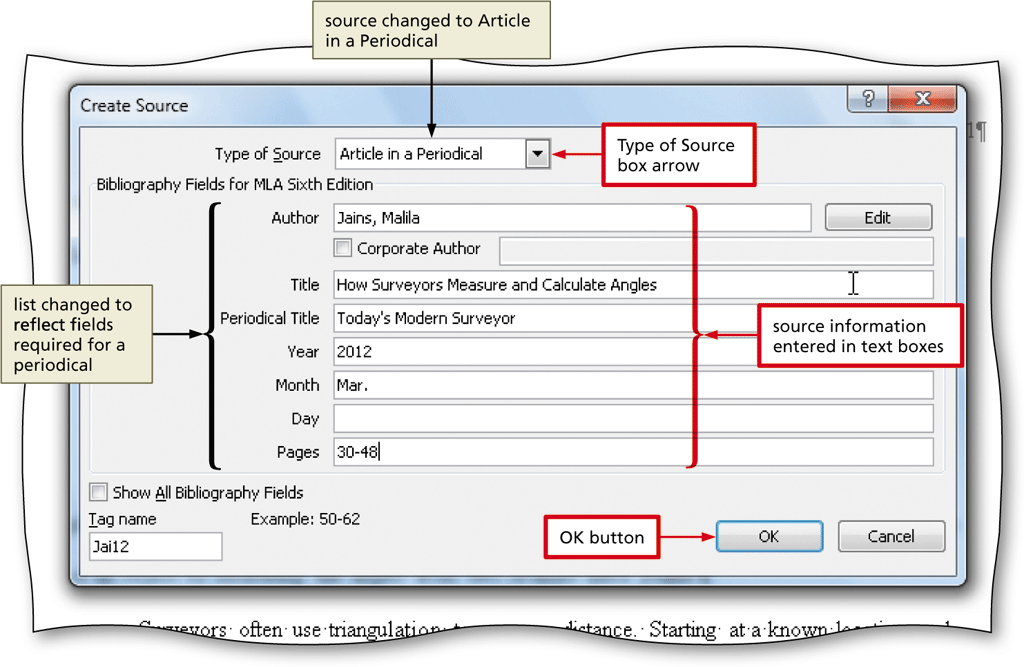 source changed to Article
in a Periodical
Create Source
1¶
Type of Source Article in a Periodical
Type of Source
box arrow
Bibliography Fields for MLA Sixth Edition
Author Jains, Malila Edit
Corporate Author
Title How Surveyors Measure and Calculate Angles
list changed to
reflect fields
required for a
periodical
Periodical Title Today's Modern Surveyor
source information
entered in text boxes
Year 2012
Month Mar.
Day
Pages 30-48
Show All Bibliography Fields
Tag name Example: 50-62
Jai12
OK button
OK Cancel
Surveyors· often· use· triangulation· distance.· Starting· at·a·known·